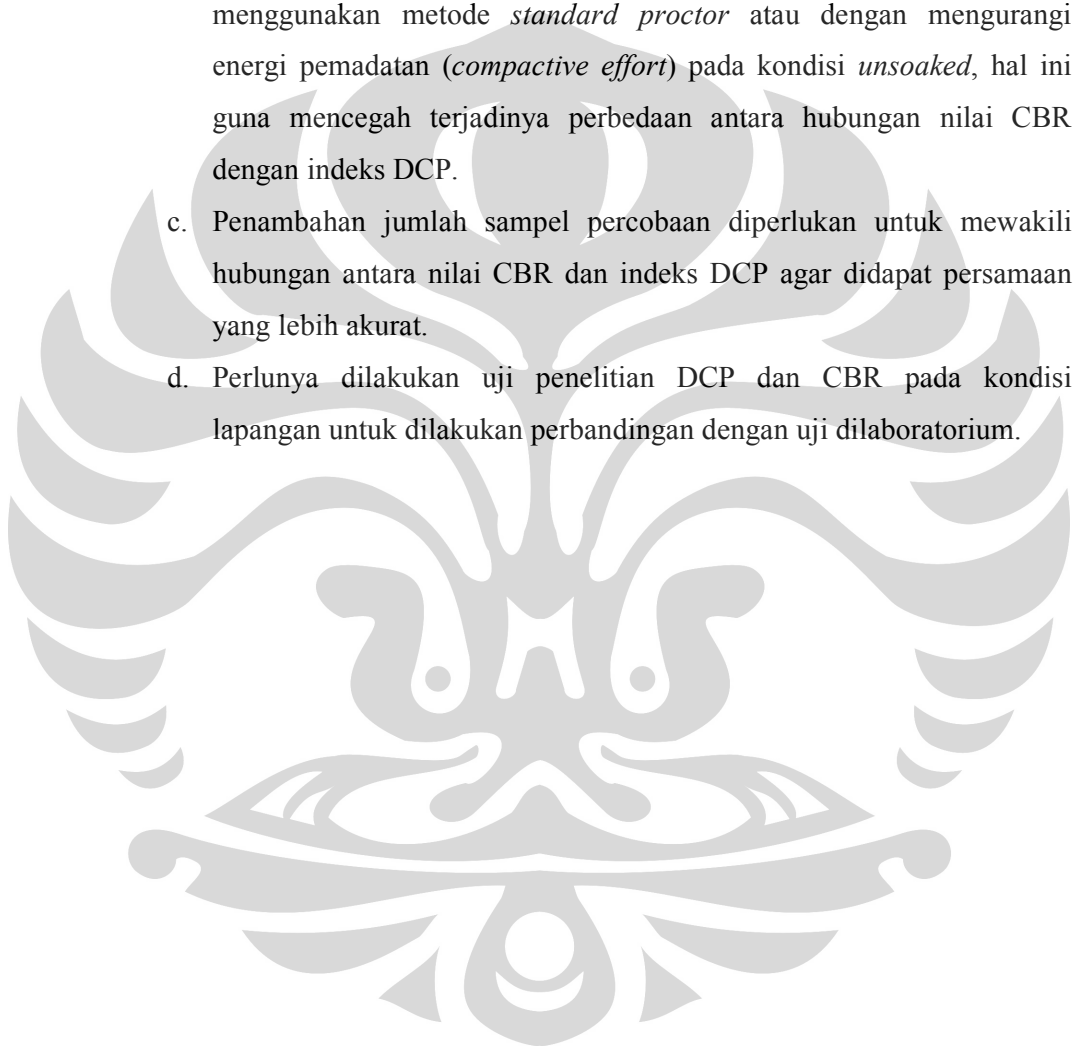 menggunakan metode standard proctor atau dengan mengurangi
energi pemadatan (compactive effort) pada kondisi unsoaked, hal ini
guna mencegah terjadinya perbedaan antara hubungan nilai CBR
dengan indeks DCP.
c. Penambahan jumlah sampel percobaan diperlukan untuk mewakili
hubungan antara nilai CBR dan indeks DCP agar didapat persamaan
yang lebih akurat.
d. Perlunya dilakukan uji penelitian DCP dan CBR pada kondisi
lapangan untuk dilakukan perbandingan dengan uji dilaboratorium.